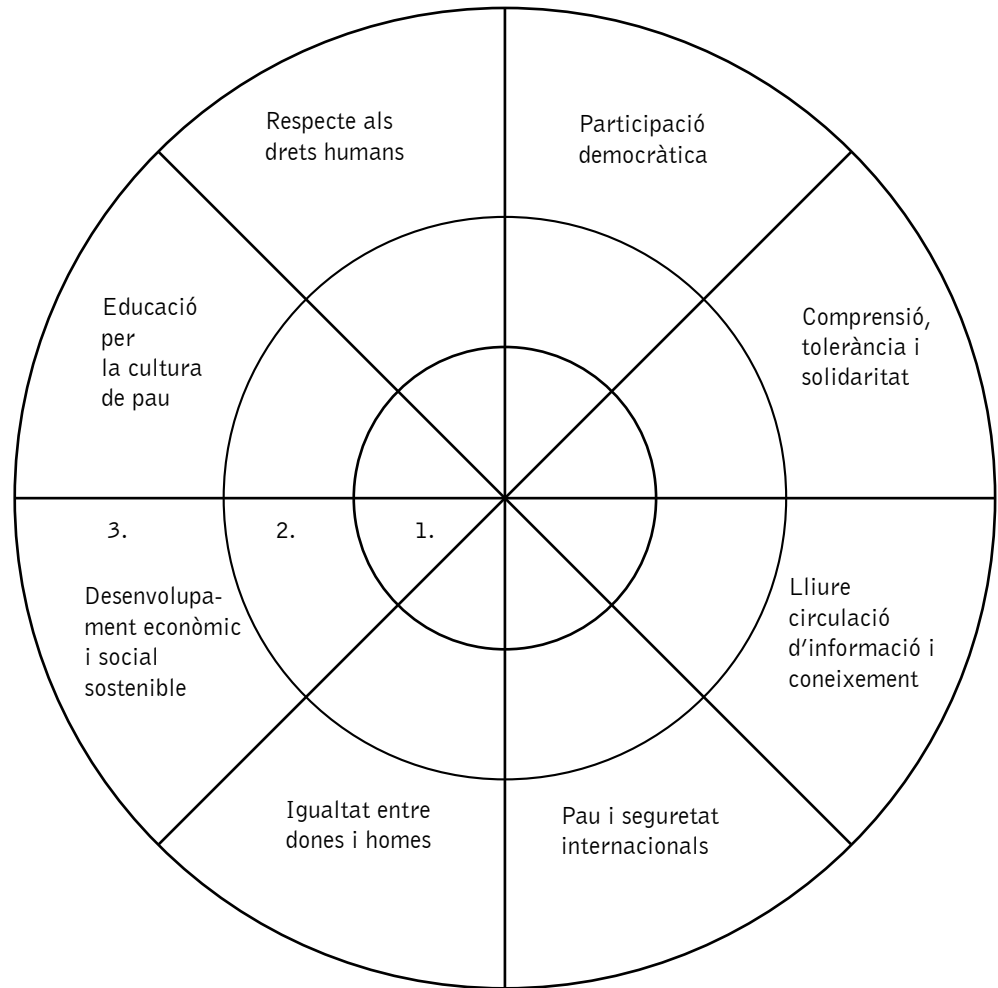 Respecte als
drets humans
Participació
democràtica
Educació
per
la cultura
de pau
Comprensió,
tolerància i
solidaritat
3.
2.
1.
Desenvolupa-
ment econòmic
i social
sostenible
Lliure
circulació
d’informació i
coneixement
Igualtat entre
dones i homes
Pau i seguretat
internacionals